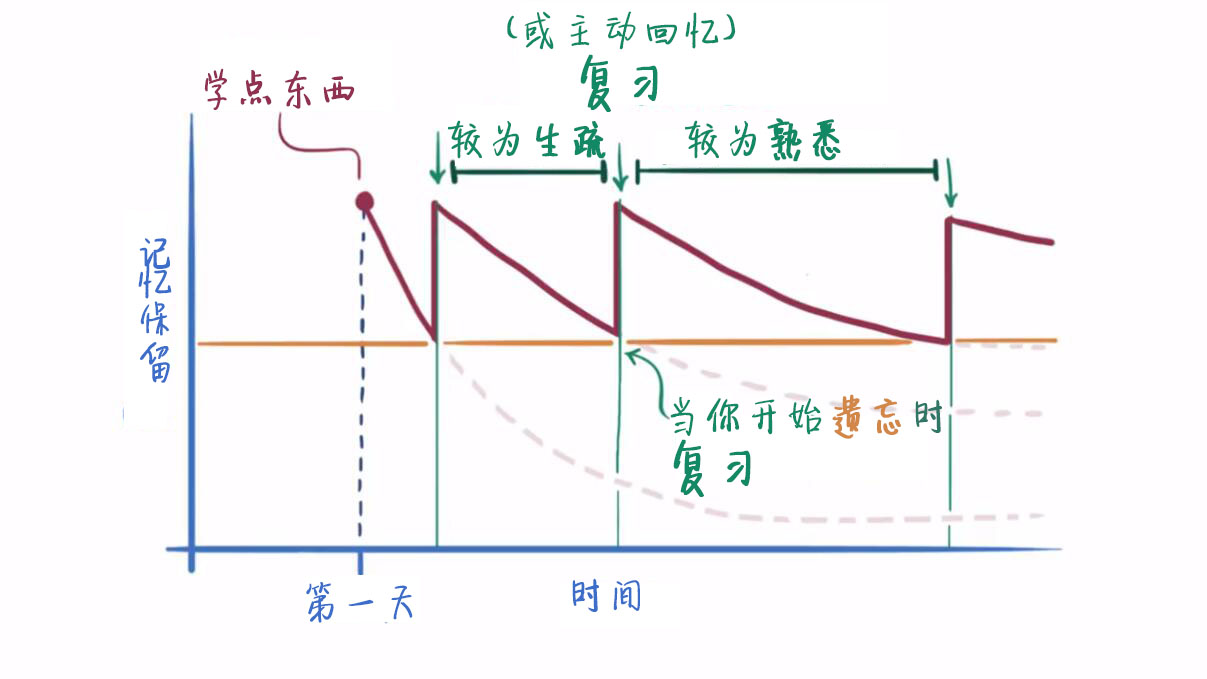 (或主动回忆)
复习
学点东西
较为生疏
较为熟悉
记忆保留
当你开始遗忘时
复习
第一天
时间